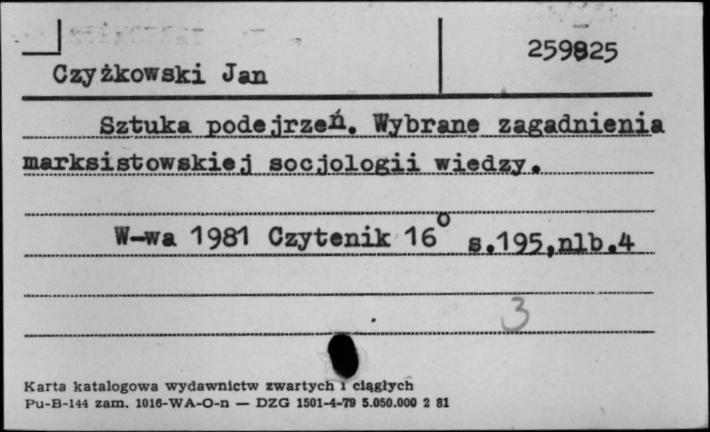 259825
Czyżkowski Jan
Sztuka podejrzeń. Wybrane zagadnienia
marksistowskiej socjologii wiedzy.
W-wa 1981 Czytenik 16° s.195,nlb.4
3
Karta katalogowa wydawnictw zwartych i ciągłych
Pu-B-144 zam. 1016-WA-O-n — DZG 1501-4-79 5.050.000 2 81